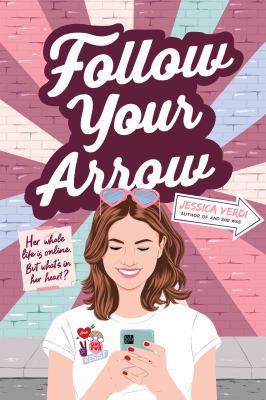 Follow
Your
Arrow
JESSICA VERDI
AUTHOR OF AND SHE WAS
Her whole
life is online.
But what's in
her heart?
RESIST